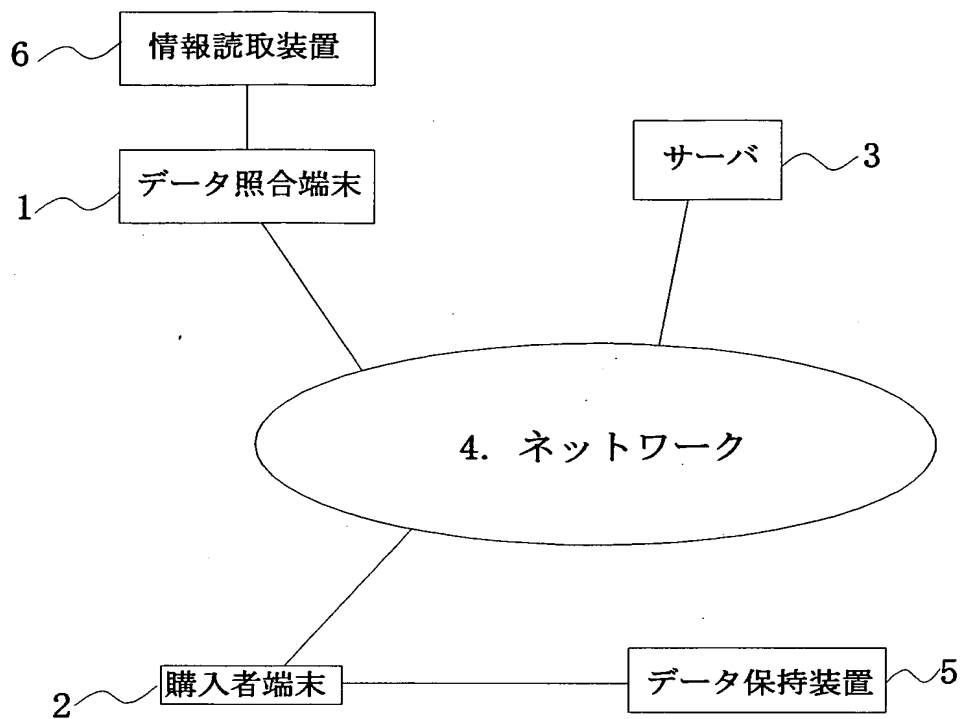 6 情報読取装置
サーバ 3
1 データ照合端末
4. ネットワーク
2 購入者端末
データ保持装置 5